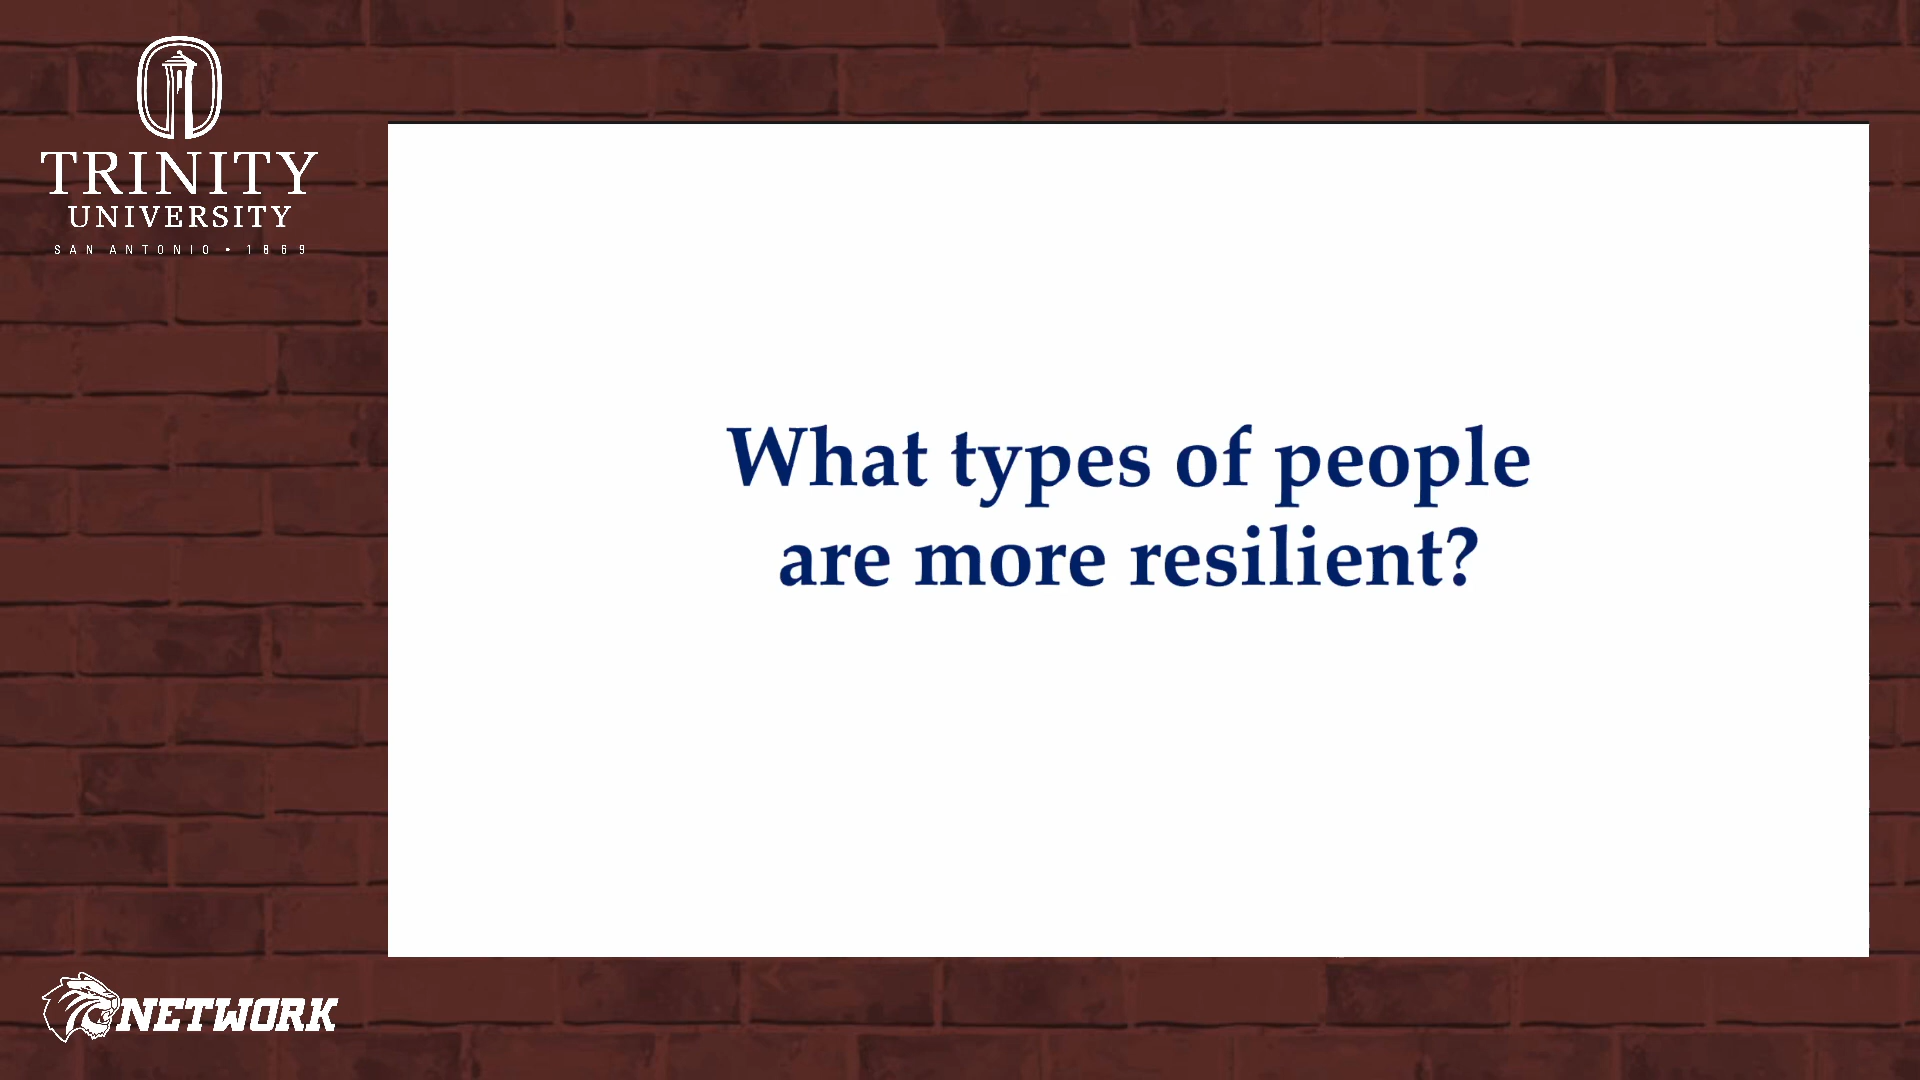 TRINITY
UNIVERSITY
SAN ANTONIO • 1869
What types of people
are more resilient?
NETWORK